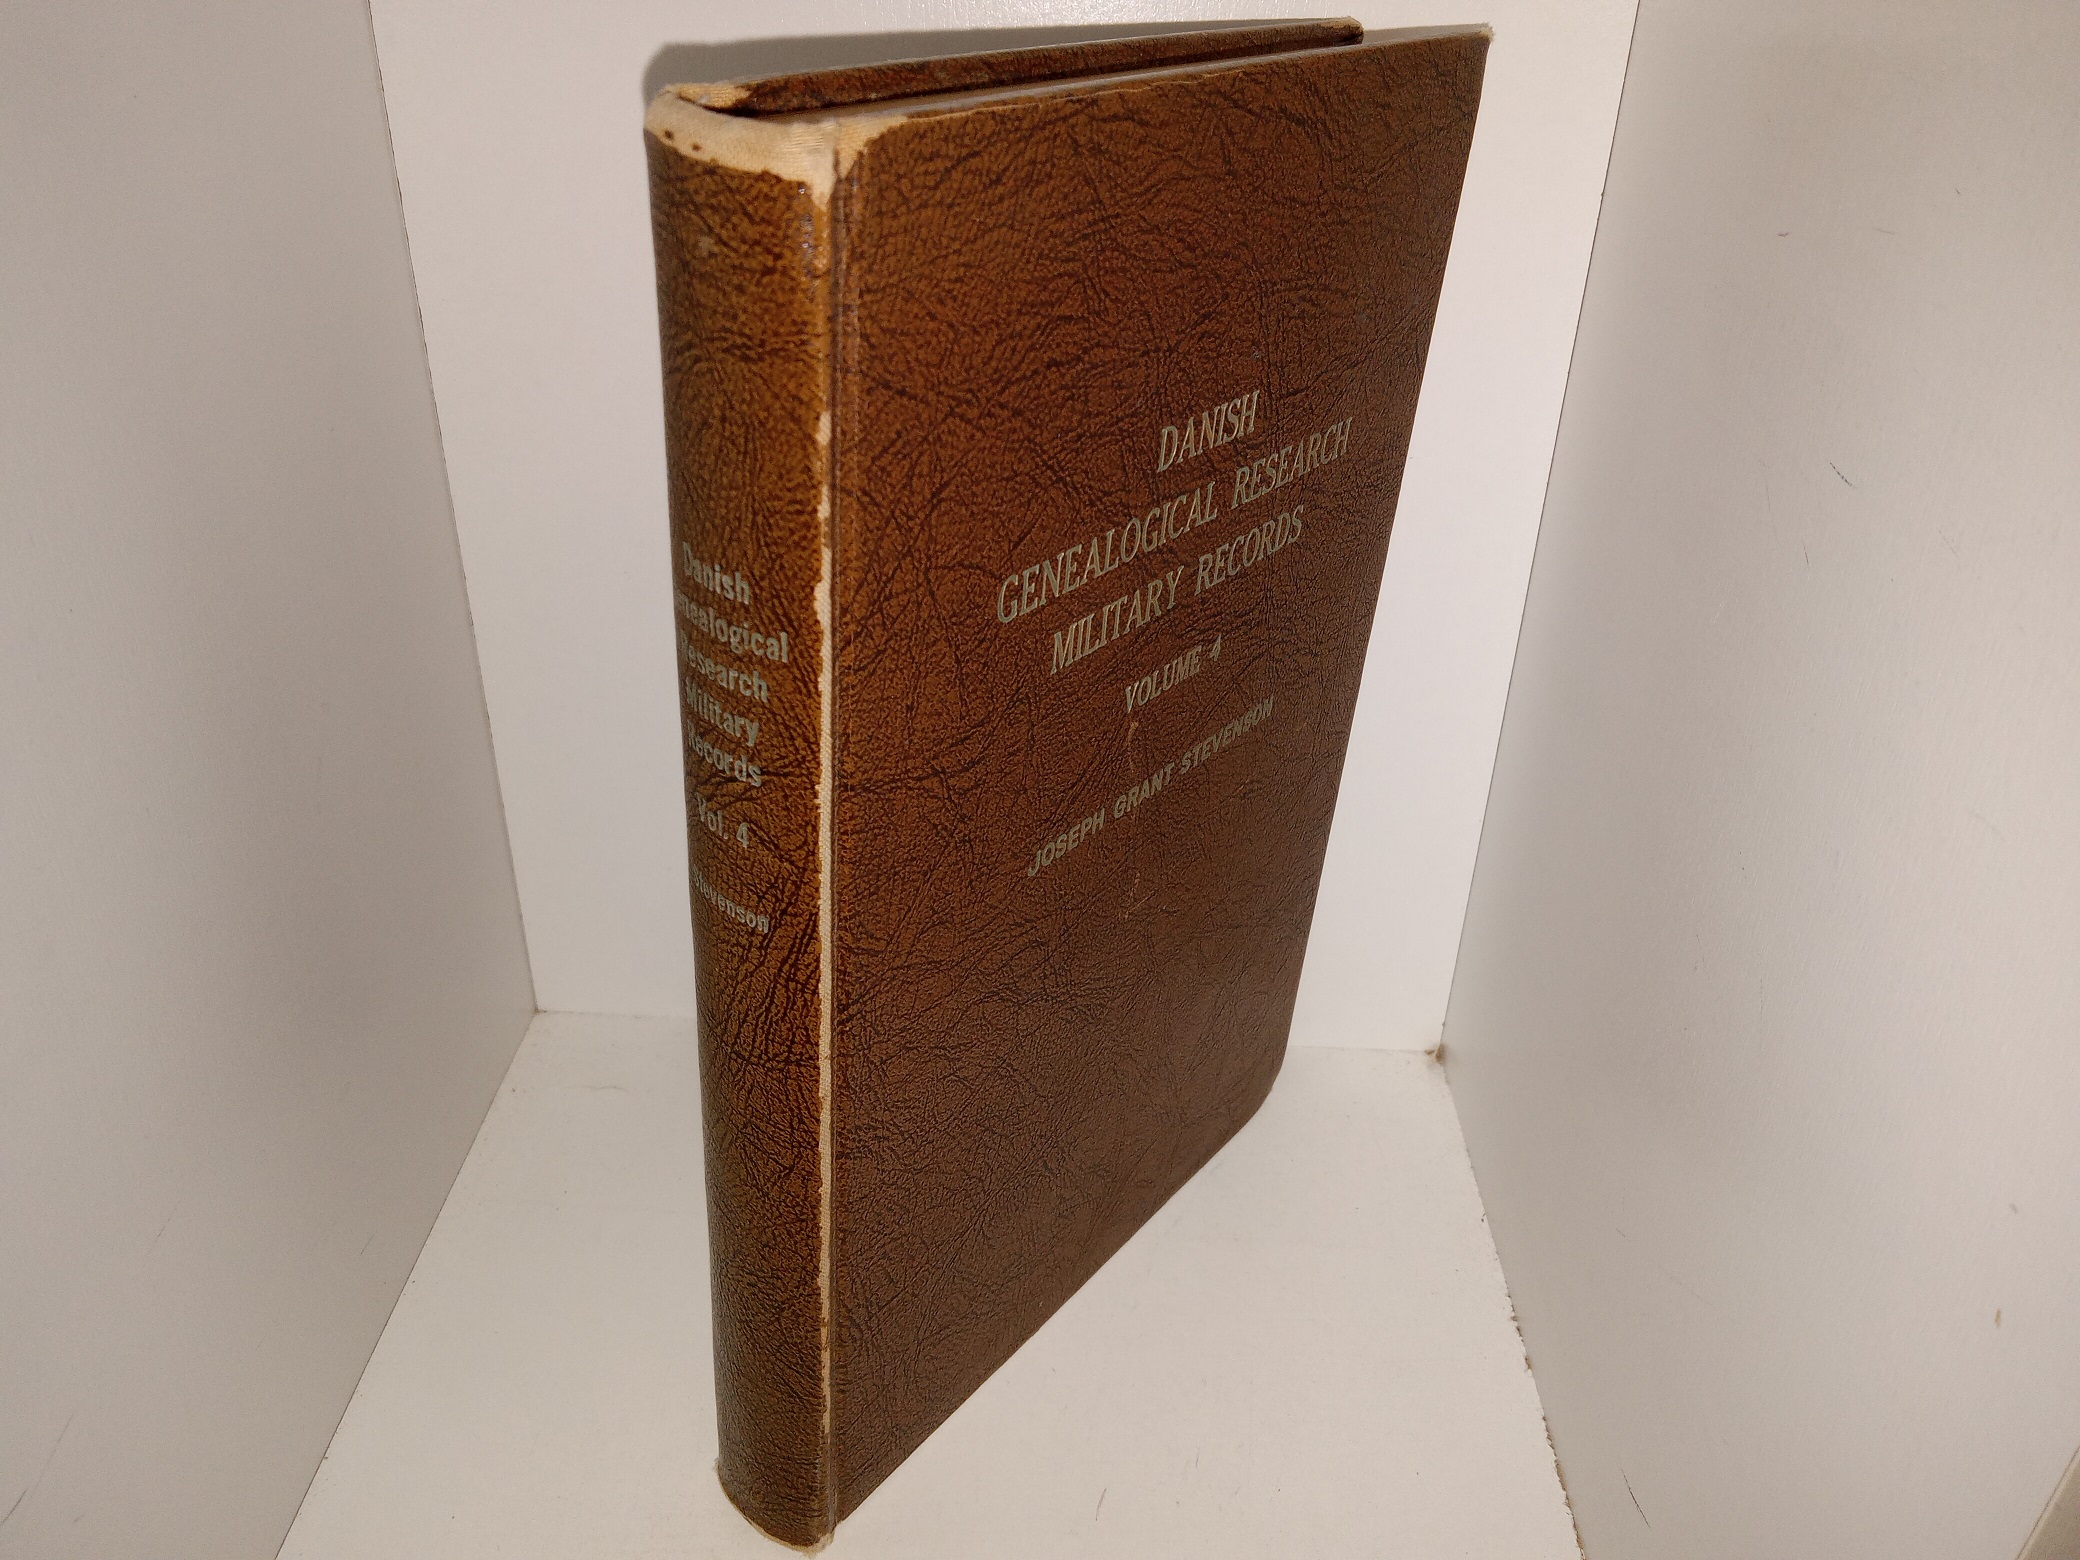 Danish
Genealogical
Research
Military
Records
Vol. 4
Stevenson
DANISH
GENEALOGICAL RESEARCH
MILITARY RECORDS
VOLUME 4
JOSEPH GRANT STEVENSON